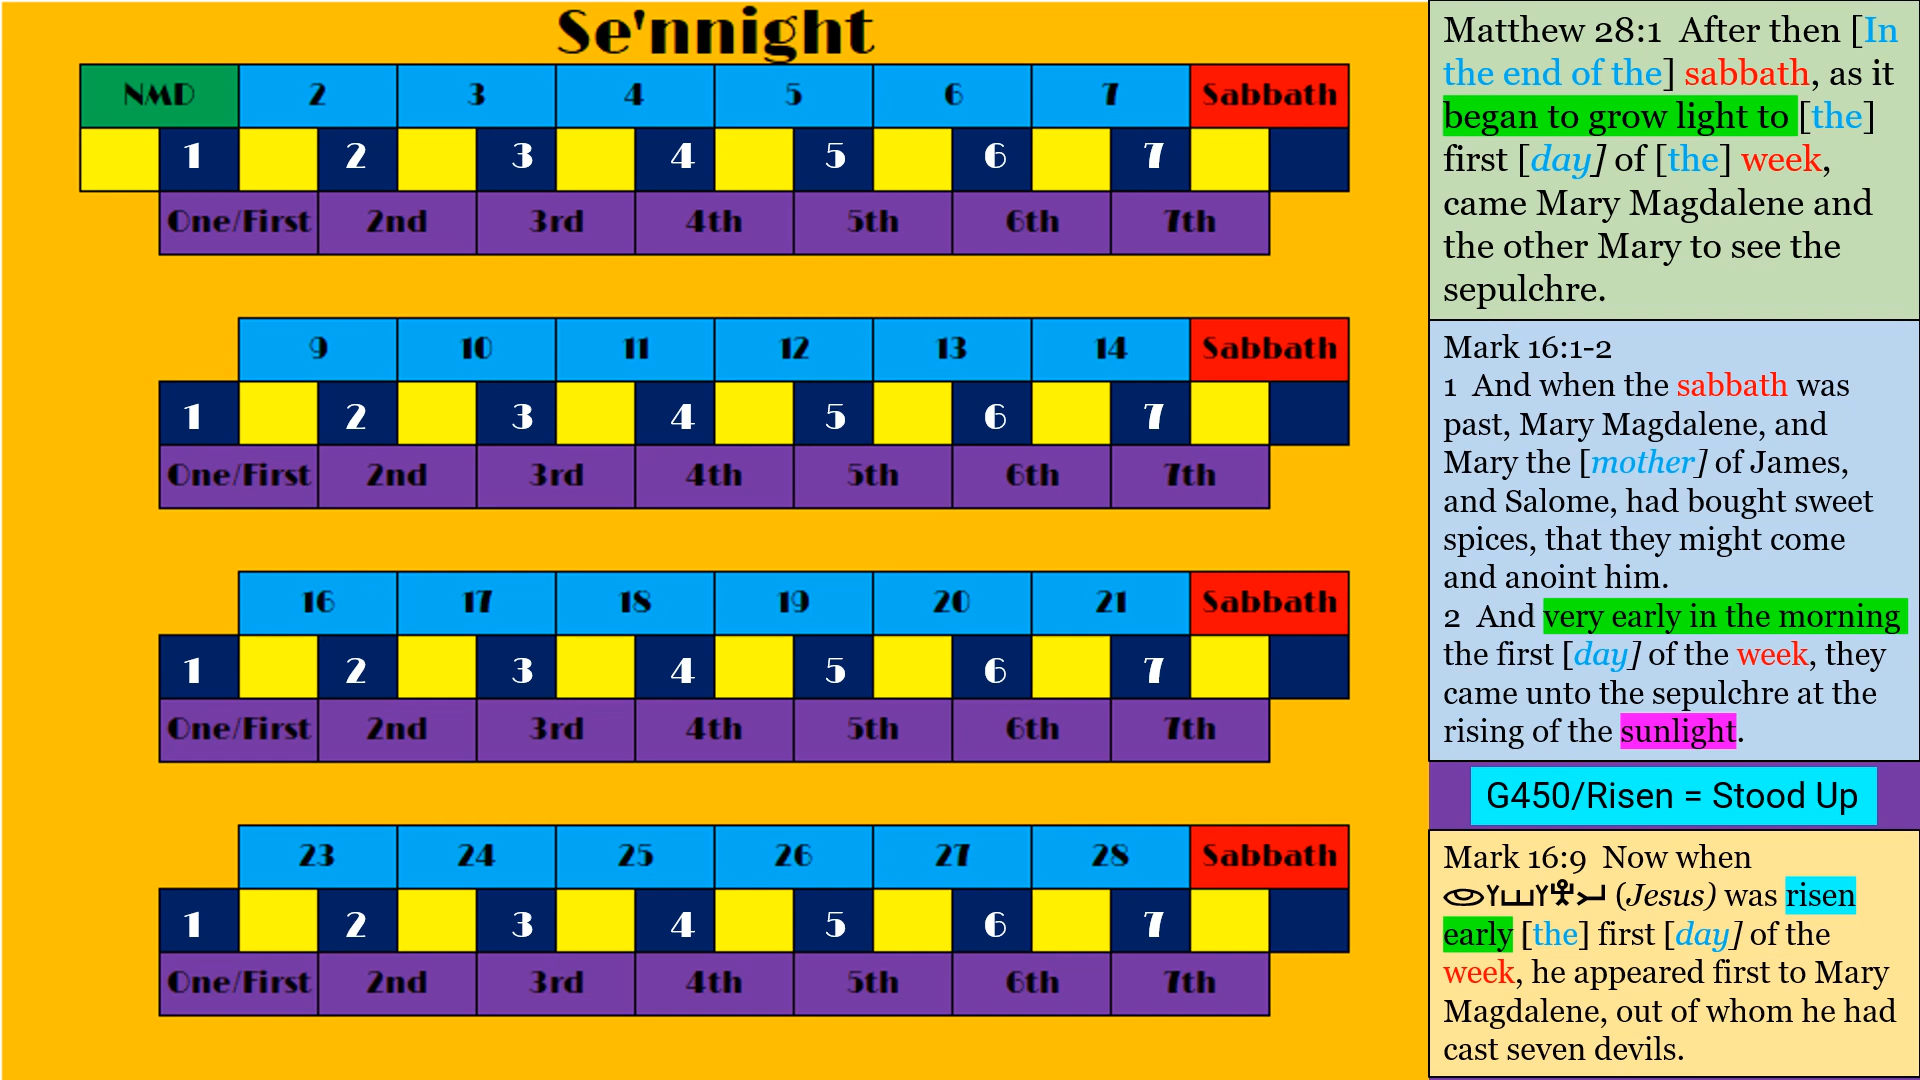 Se'nnight
NMD 2 3 4 5 6 7 Sabbath
1 2 3 4 5 6 7
One/First 2nd 3rd 4th 5th 6th 7th
9 10 11 12 13 14 Sabbath
1 2 3 4 5 6 7
One/First 2nd 3rd 4th 5th 6th 7th
16 17 18 19 20 21 Sabbath
1 2 3 4 5 6 7
One/First 2nd 3rd 4th 5th 6th 7th
23 24 25 26 27 28 Sabbath
1 2 3 4 5 6 7
One/First 2nd 3rd 4th 5th 6th 7th
Matthew 28:1 After then [In
the end of the] sabbath, as it
began to grow light to [the]
first [day] of [the] week,
came Mary Magdalene and
the other Mary to see the
sepulchre.
Mark 16:1-2
1 And when the sabbath was
past, Mary Magdalene, and
Mary the [mother] of James,
and Salome, had bought sweet
spices, that they might come
and anoint him.
2 And very early in the morning
the first [day] of the week, they
came unto the sepulchre at the
rising of the sunlight.
G450/Risen = Stood Up
Mark 16:9 Now when
(Jesus) was risen
early [the] first [day] of the
week, he appeared first to Mary
Magdalene, out of whom he had
cast seven devils.